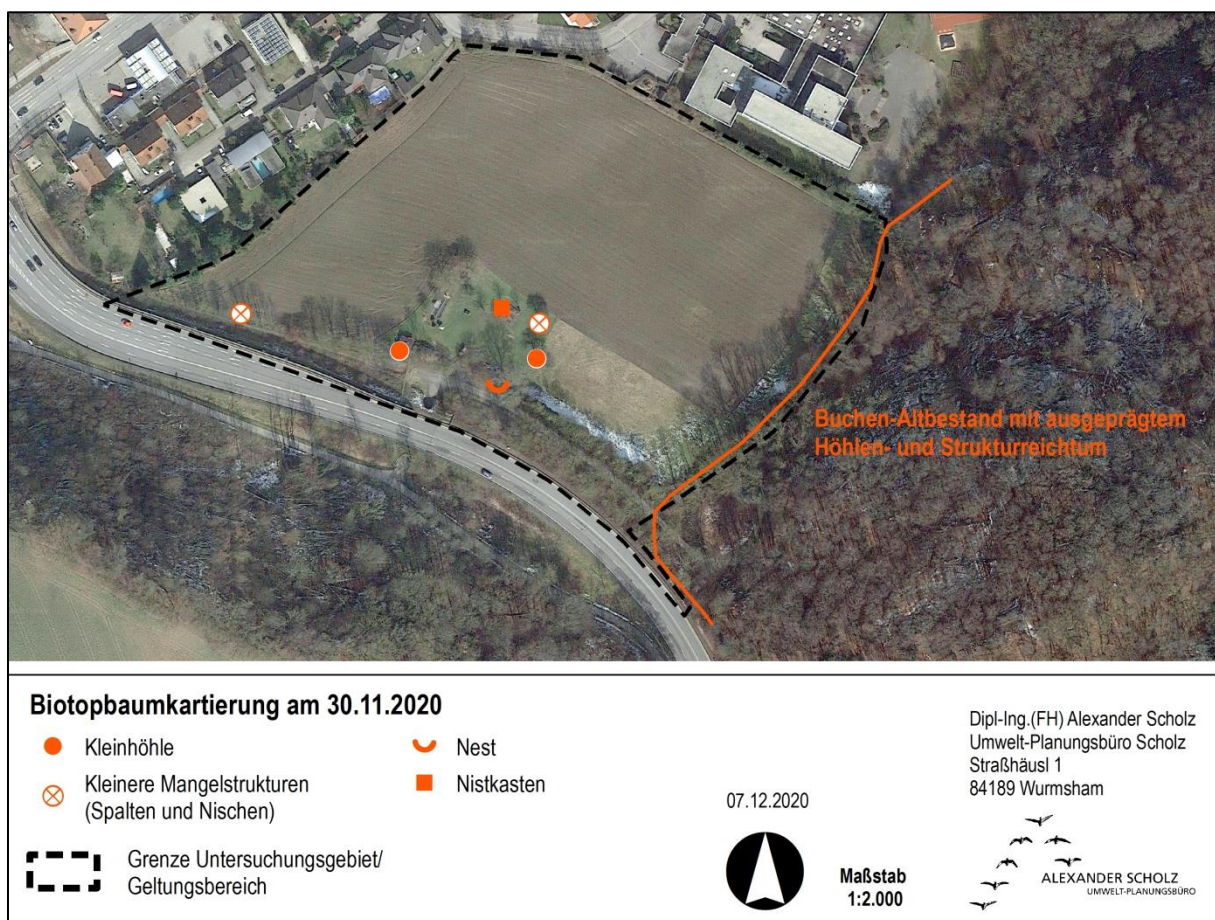 Buchen-Altbestand mit ausgeprägtem
Höhlen- und Strukturreichtum
Biotopbaumkartierung am 30.11.2020
Kleinhöhle
Kleinere Mangelstrukturen
(Spalten und Nischen)
Grenze Untersuchungsgebiet/
Geltungsbereich
Nest
Nistkasten
07.12.2020
Maßstab
1:2.000
Dipl-Ing.(FH) Alexander Scholz
Umwelt-Planungsbüro Scholz
Straßhäusl 1
84189 Wurmsham
ALEXANDER SCHOLZ
UMWELT-PLANUNGSBÜRO